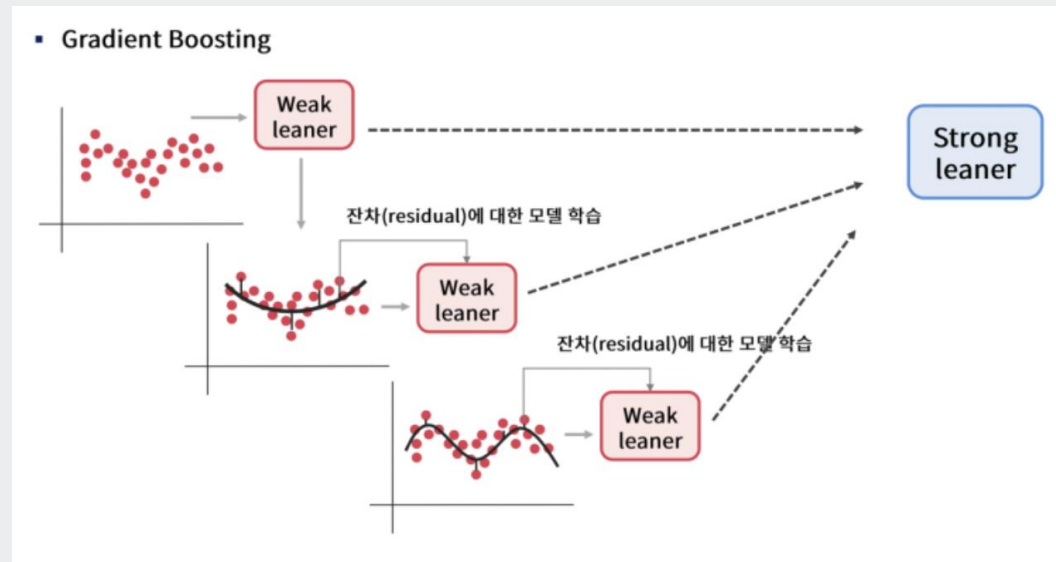 ▪ Gradient Boosting
Weak
leaner
Strong
leaner
잔차(residual)에 대한 모델 학습
Weak
leaner
잔차(residual)에 대한 모델 학습
Weak
leaner